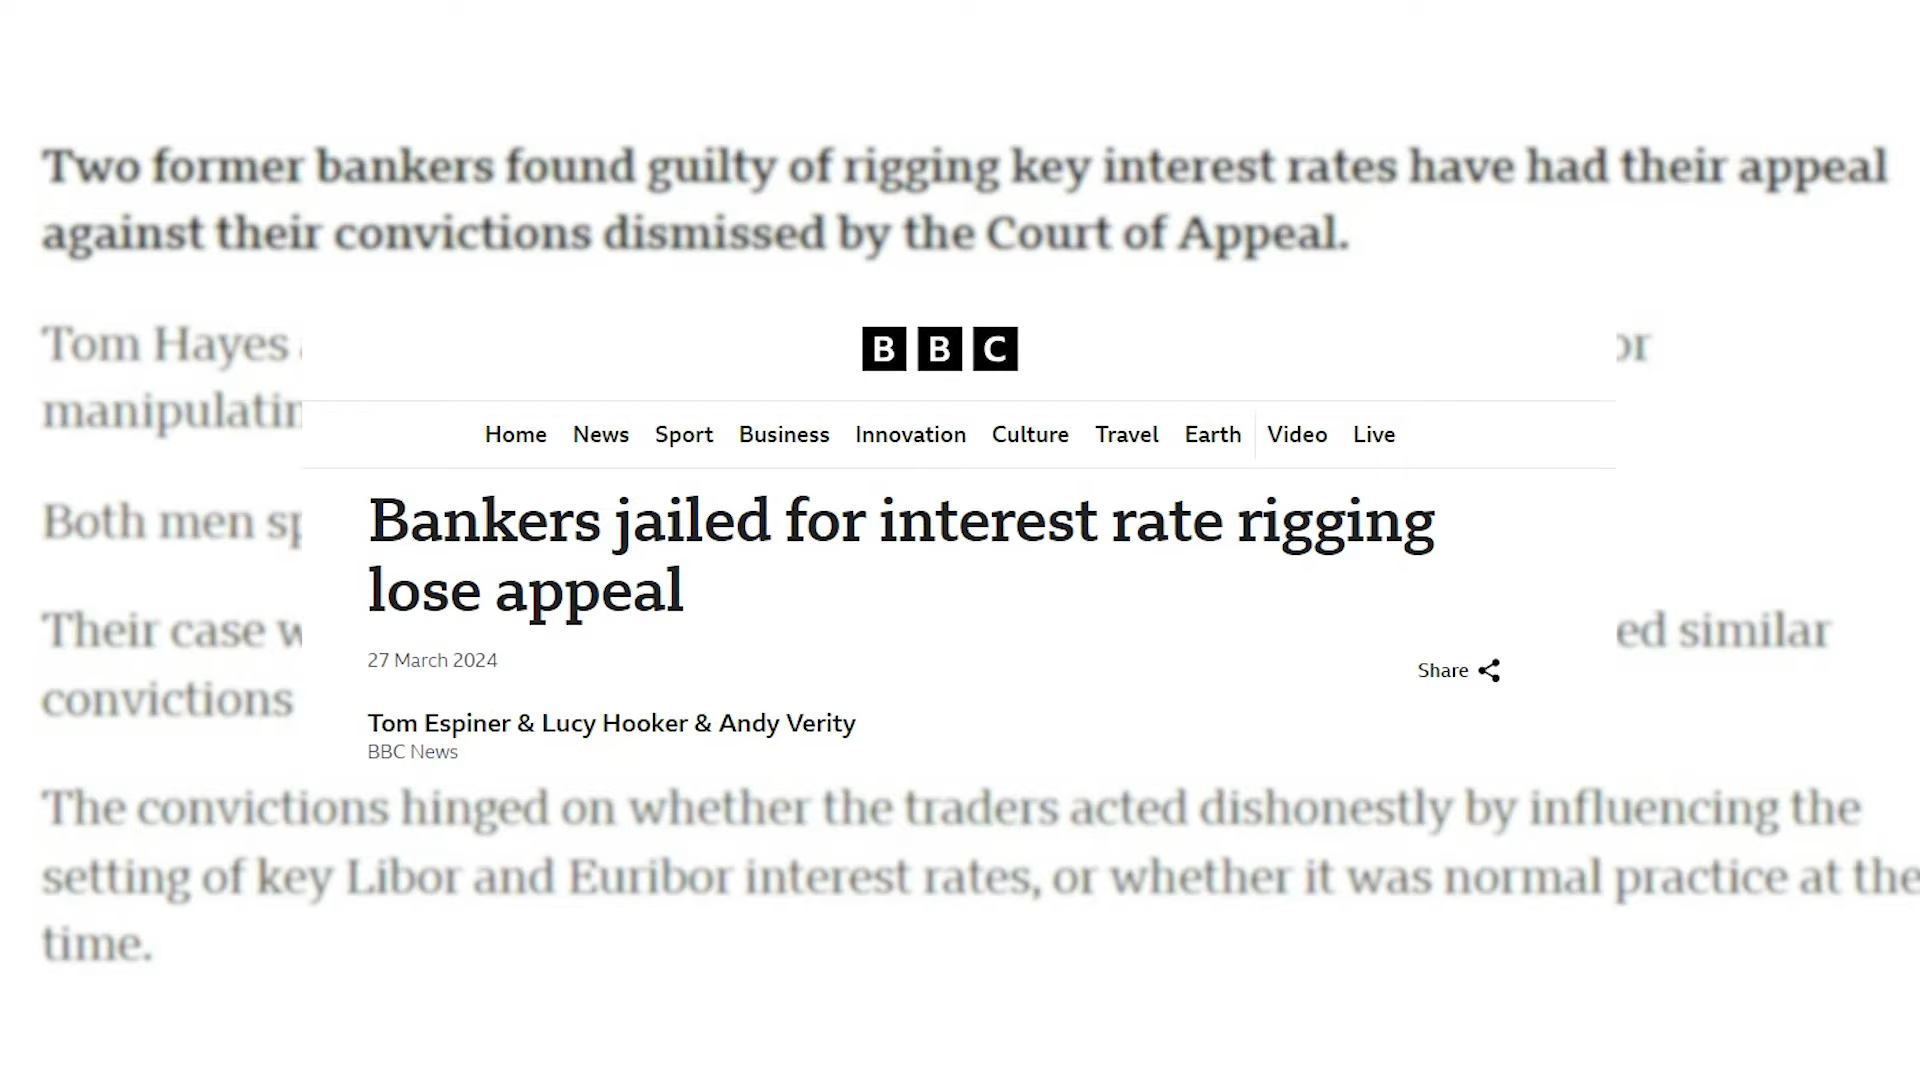 Two former bankers found guilty of rigging key interest rates have had their appeal
against their convictions dismissed by the Court of Appeal.
Tom Hayes
BBC
Home News Sport Business Innovation Culture Travel Earth Video Live
Both men
Bankers jailed for interest rate rigging
lose appeal
Their case
ed similar
convictions
27 March 2024
Share
Tom Espiner & Lucy Hooker & Andy Verity
BBC News
The convictions hinged on whether the traders acted dishonestly by influencing the
setting of key Libor and Euribor interest rates, or whether it was normal practice at the
time.